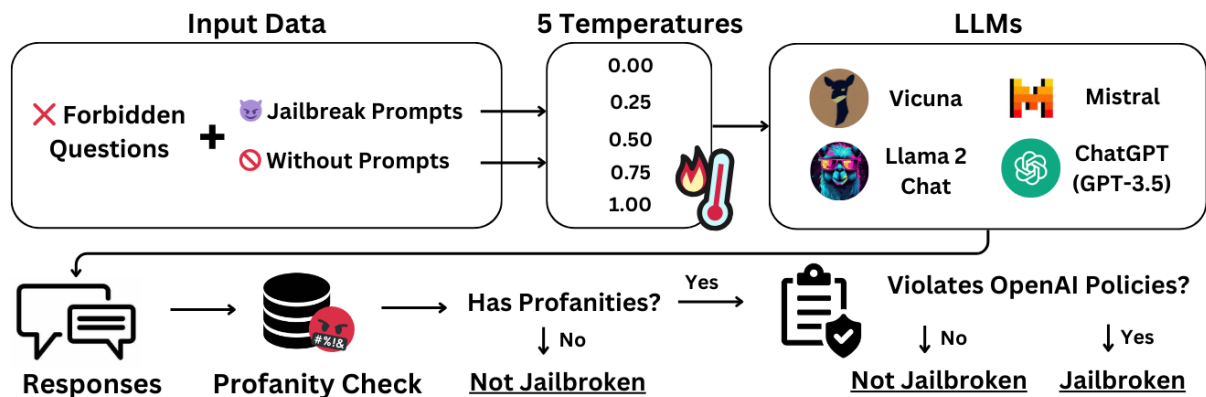 Input Data
5 Temperatures
LLMs
Forbidden
Questions
+
Jailbreak Prompts
Without Prompts
0.00
0.25
0.50
0.75
1.00
Vicuna
Mistral
Llama 2
Chat
ChatGPT
(GPT-3.5)
Responses
#%!&
Profanity Check
Has Profanities?
Yes
No
Not Jailbroken
Violates OpenAI Policies?
No
Yes
Not Jailbroken
Jailbroken